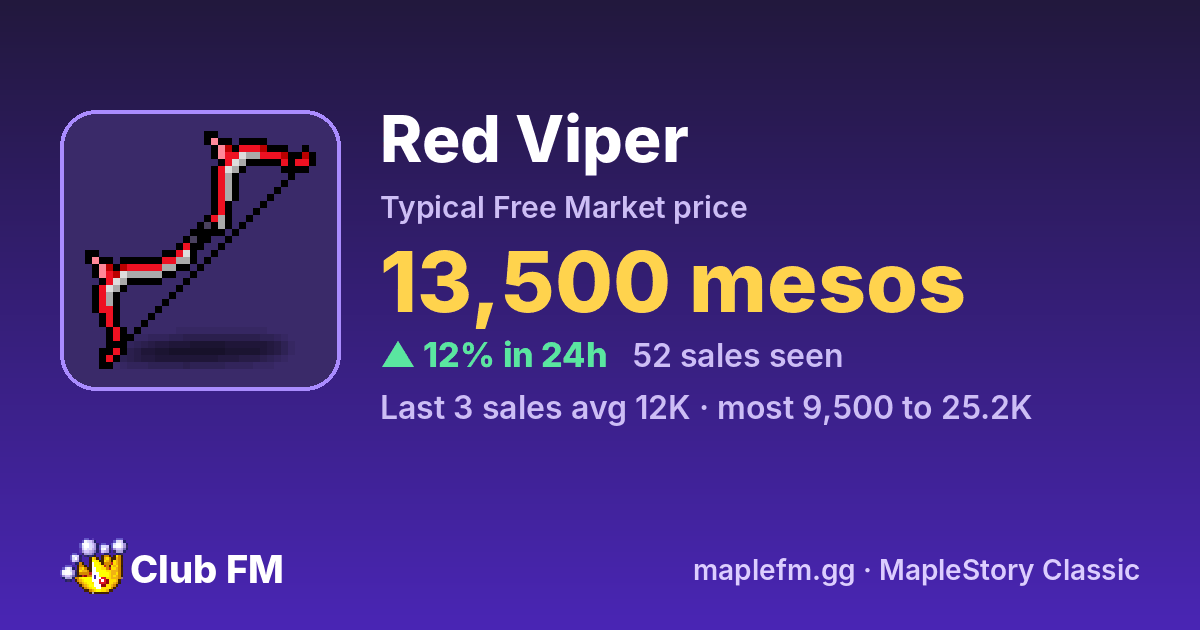 Red Viper
Typical Free Market price
13,500 mesos
▲ 12% in 24h 52 sales seen
Last 3 sales avg 12K · most 9,500 to 25.2K
Club FM
maplefm.gg · MapleStory Classic